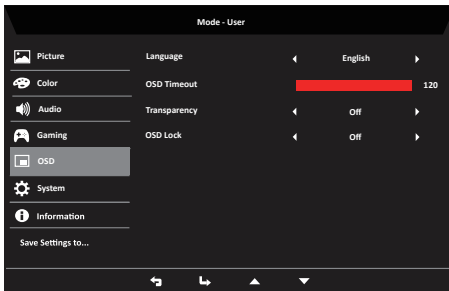 Mode - User
Picture
Color
Audio
Gaming
OSD
System
Information
Save Settings to...
Language English
OSD Timeout 120
Transparency Off
OSD Lock Off